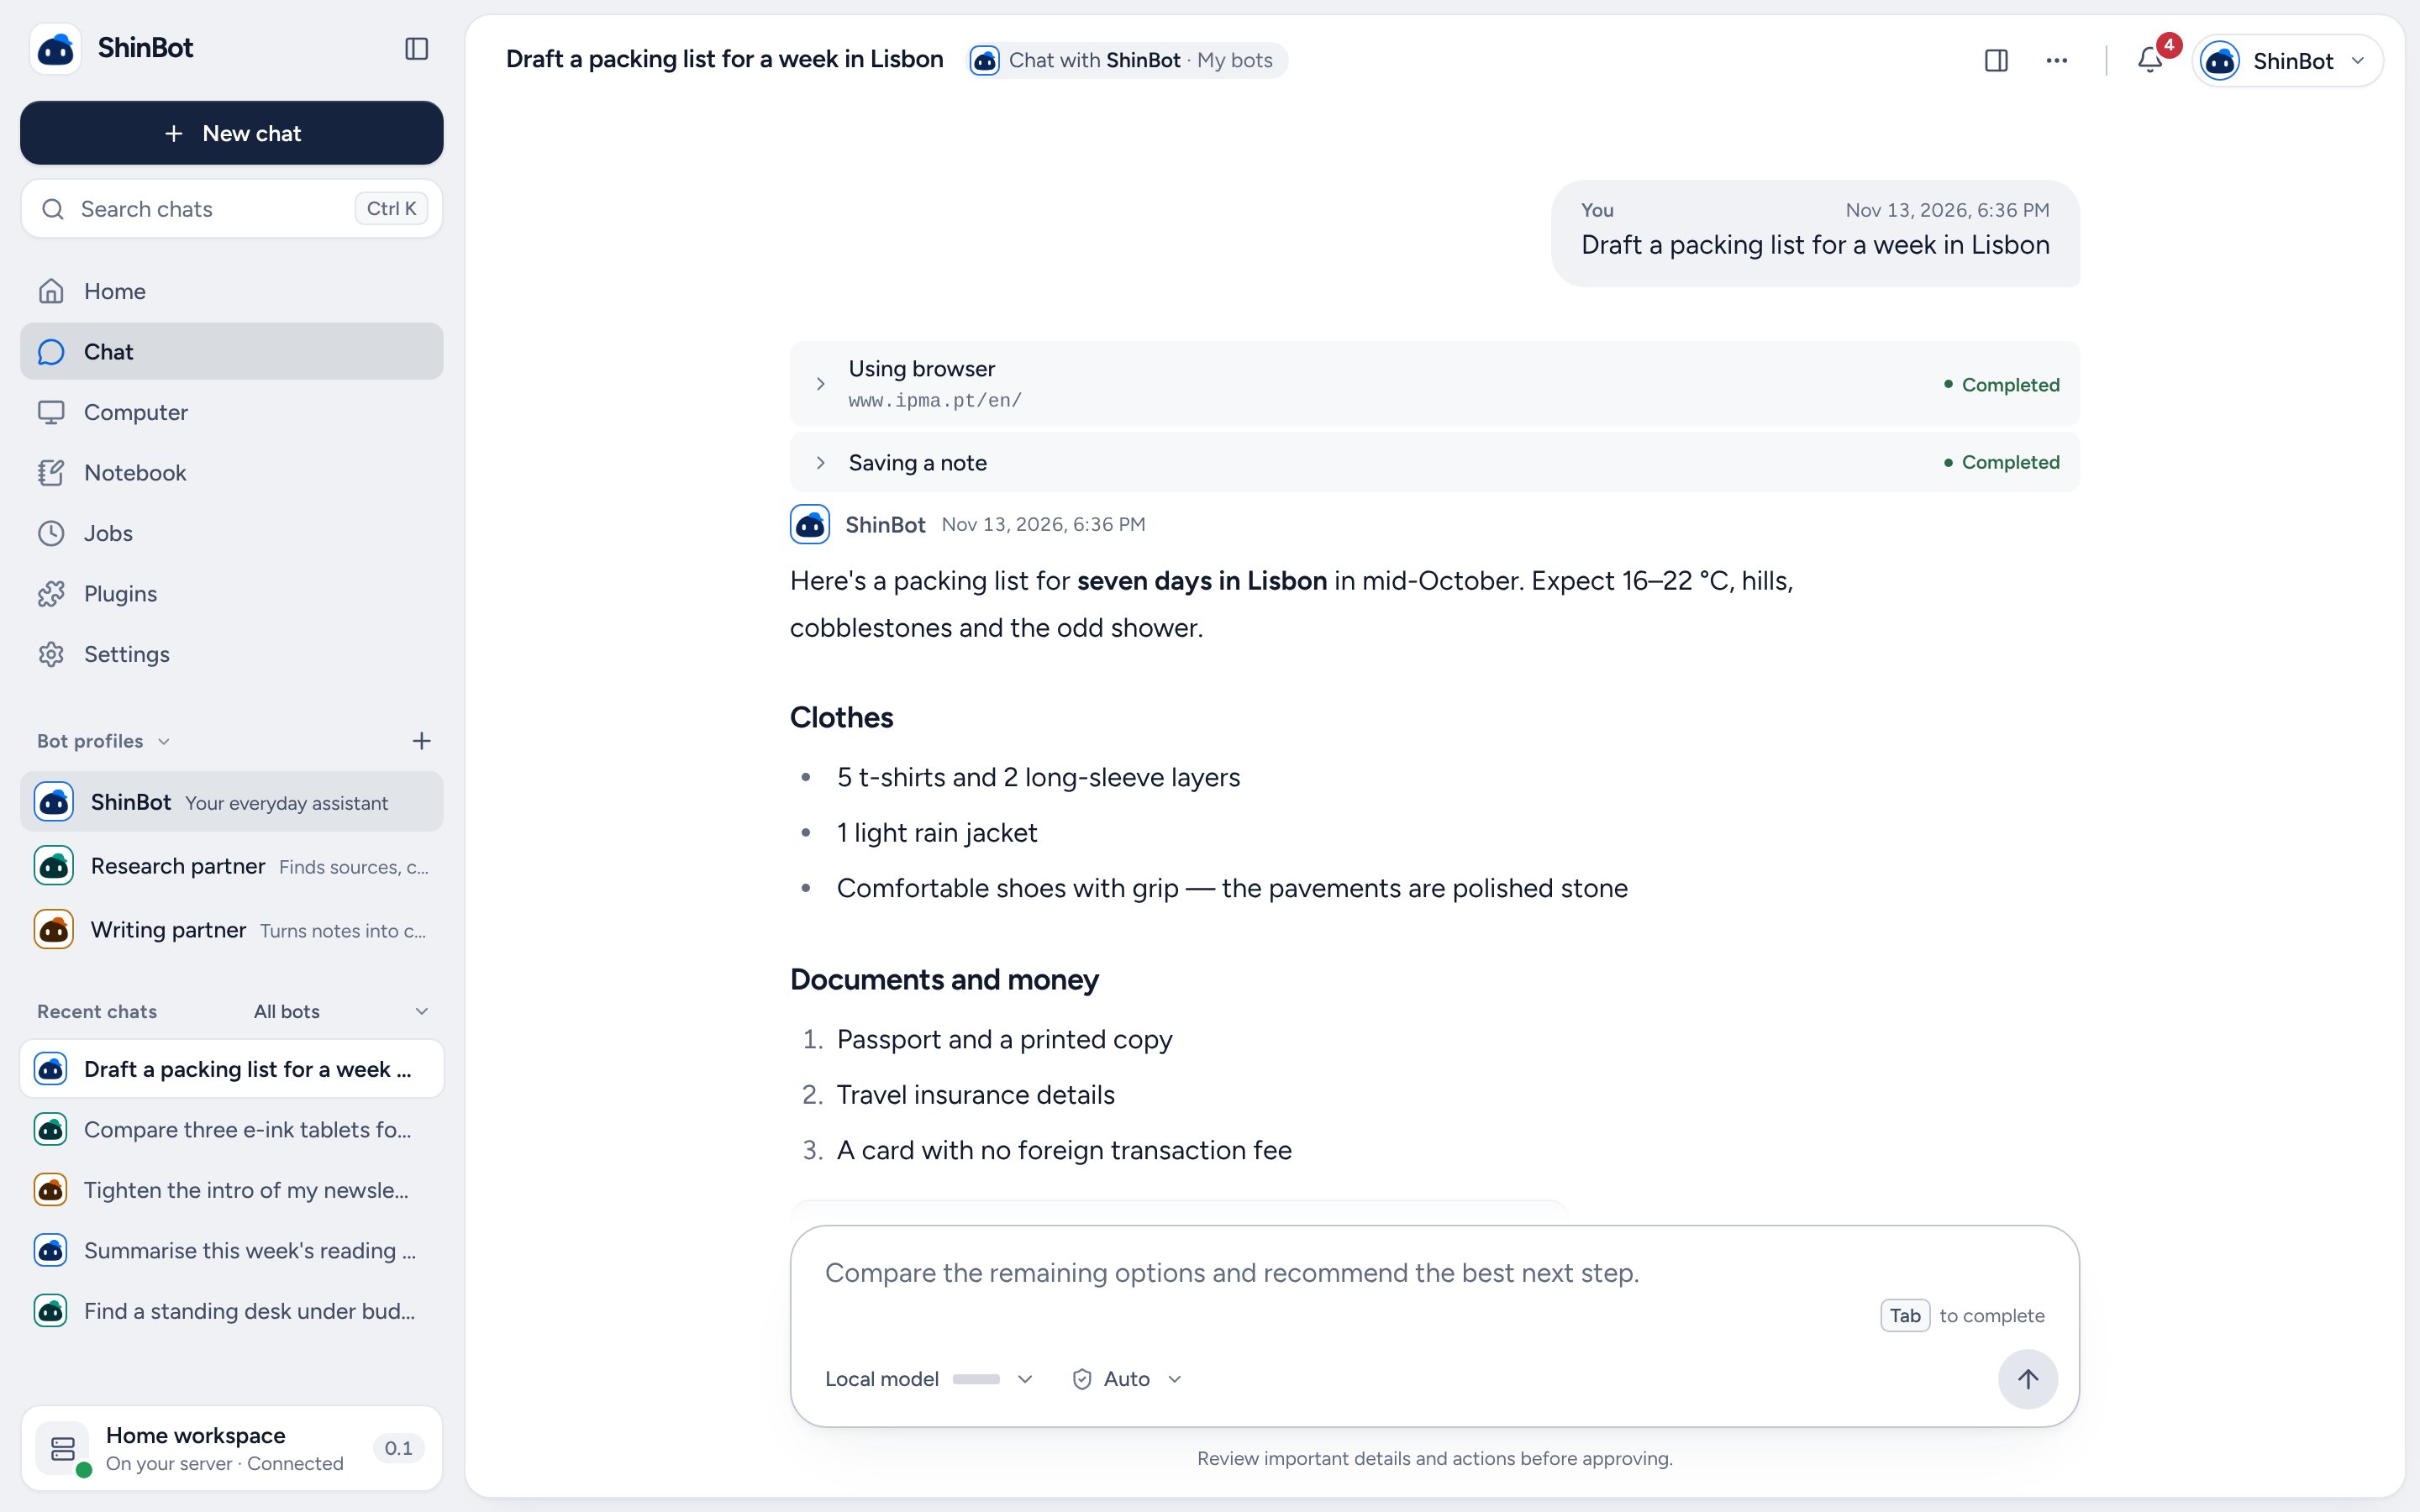 ShinBot
New chat
Search chats
Ctrl K
Home
Chat
Computer
Notebook
Jobs
Plugins
Settings
Bot profiles
ShinBot Your everyday assistant
Research partner Finds sources, c...
Writing partner Turns notes into c...
Recent chats All bots
Draft a packing list for a week ...
Compare three e-ink tablets fo...
Tighten the intro of my newsle...
Summarise this week's reading ...
Find a standing desk under bud...
Home workspace
On your server · Connected
0.1
Draft a packing list for a week in Lisbon
Chat with ShinBot · My bots
4
ShinBot
You Nov 13, 2026, 6:36 PM
Draft a packing list for a week in Lisbon
Using browser
www.ipma.pt/en/
Completed
Saving a note
Completed
ShinBot Nov 13, 2026, 6:36 PM
Here's a packing list for seven days in Lisbon in mid-October. Expect 16–22 °C, hills,
cobblestones and the odd shower.
Clothes
• 5 t-shirts and 2 long-sleeve layers
• 1 light rain jacket
• Comfortable shoes with grip — the pavements are polished stone
Documents and money
1. Passport and a printed copy
2. Travel insurance details
3. A card with no foreign transaction fee
Compare the remaining options and recommend the best next step.
Tab to complete
Local model
Auto
Review important details and actions before approving.